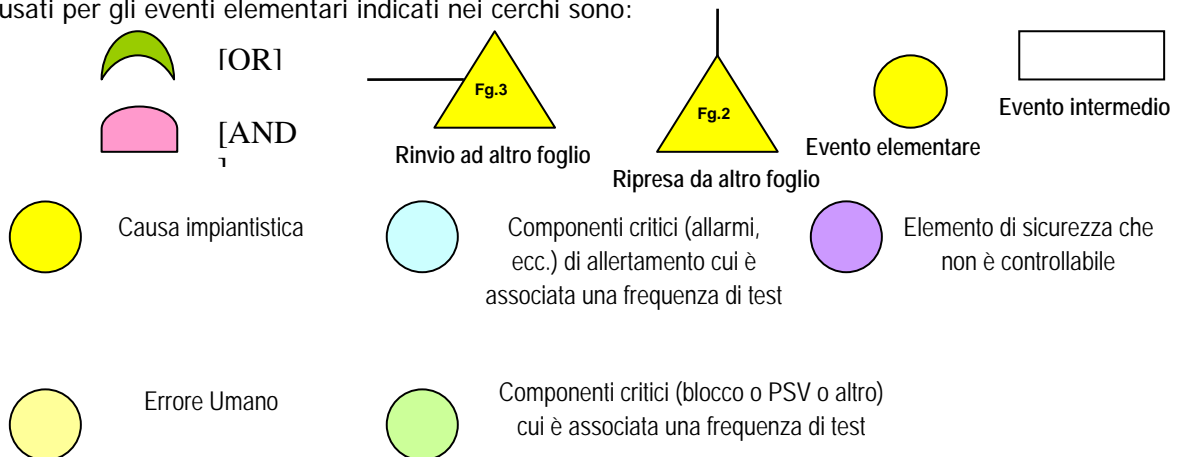 usati per gli eventi elementari indicati nei cerchi sono:
[OR]
[AND
]
Fg.3
Rinvio ad altro foglio
Fg.2
Ripresa da altro foglio
Evento elementare
Evento intermedio
Causa impiantistica
Componenti critici (allarmi,
ecc.) di allertamento cui è
associata una frequenza di test
Elemento di sicurezza che
non è controllabile
Errore Umano
Componenti critici (blocco o PSV o altro)
cui è associata una frequenza di test